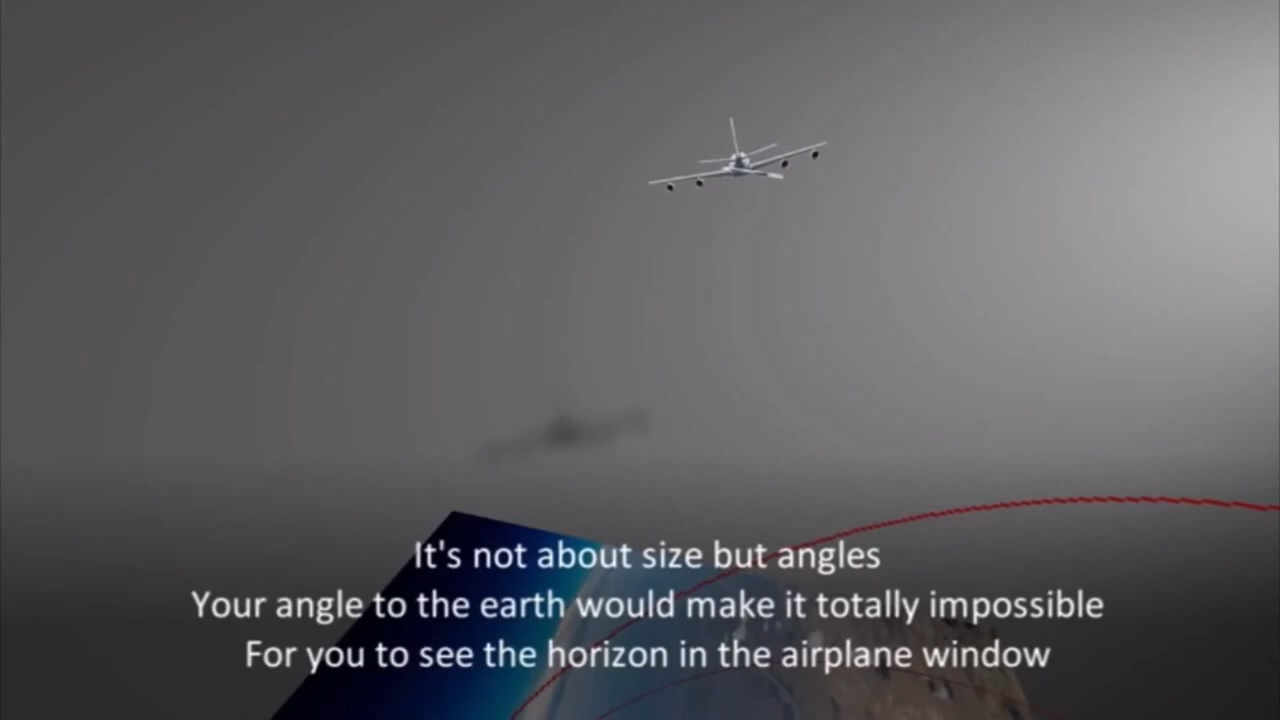 It's not about size but angles
Your angle to the earth would make it totally impossible
For you to see the horizon in the airplane window